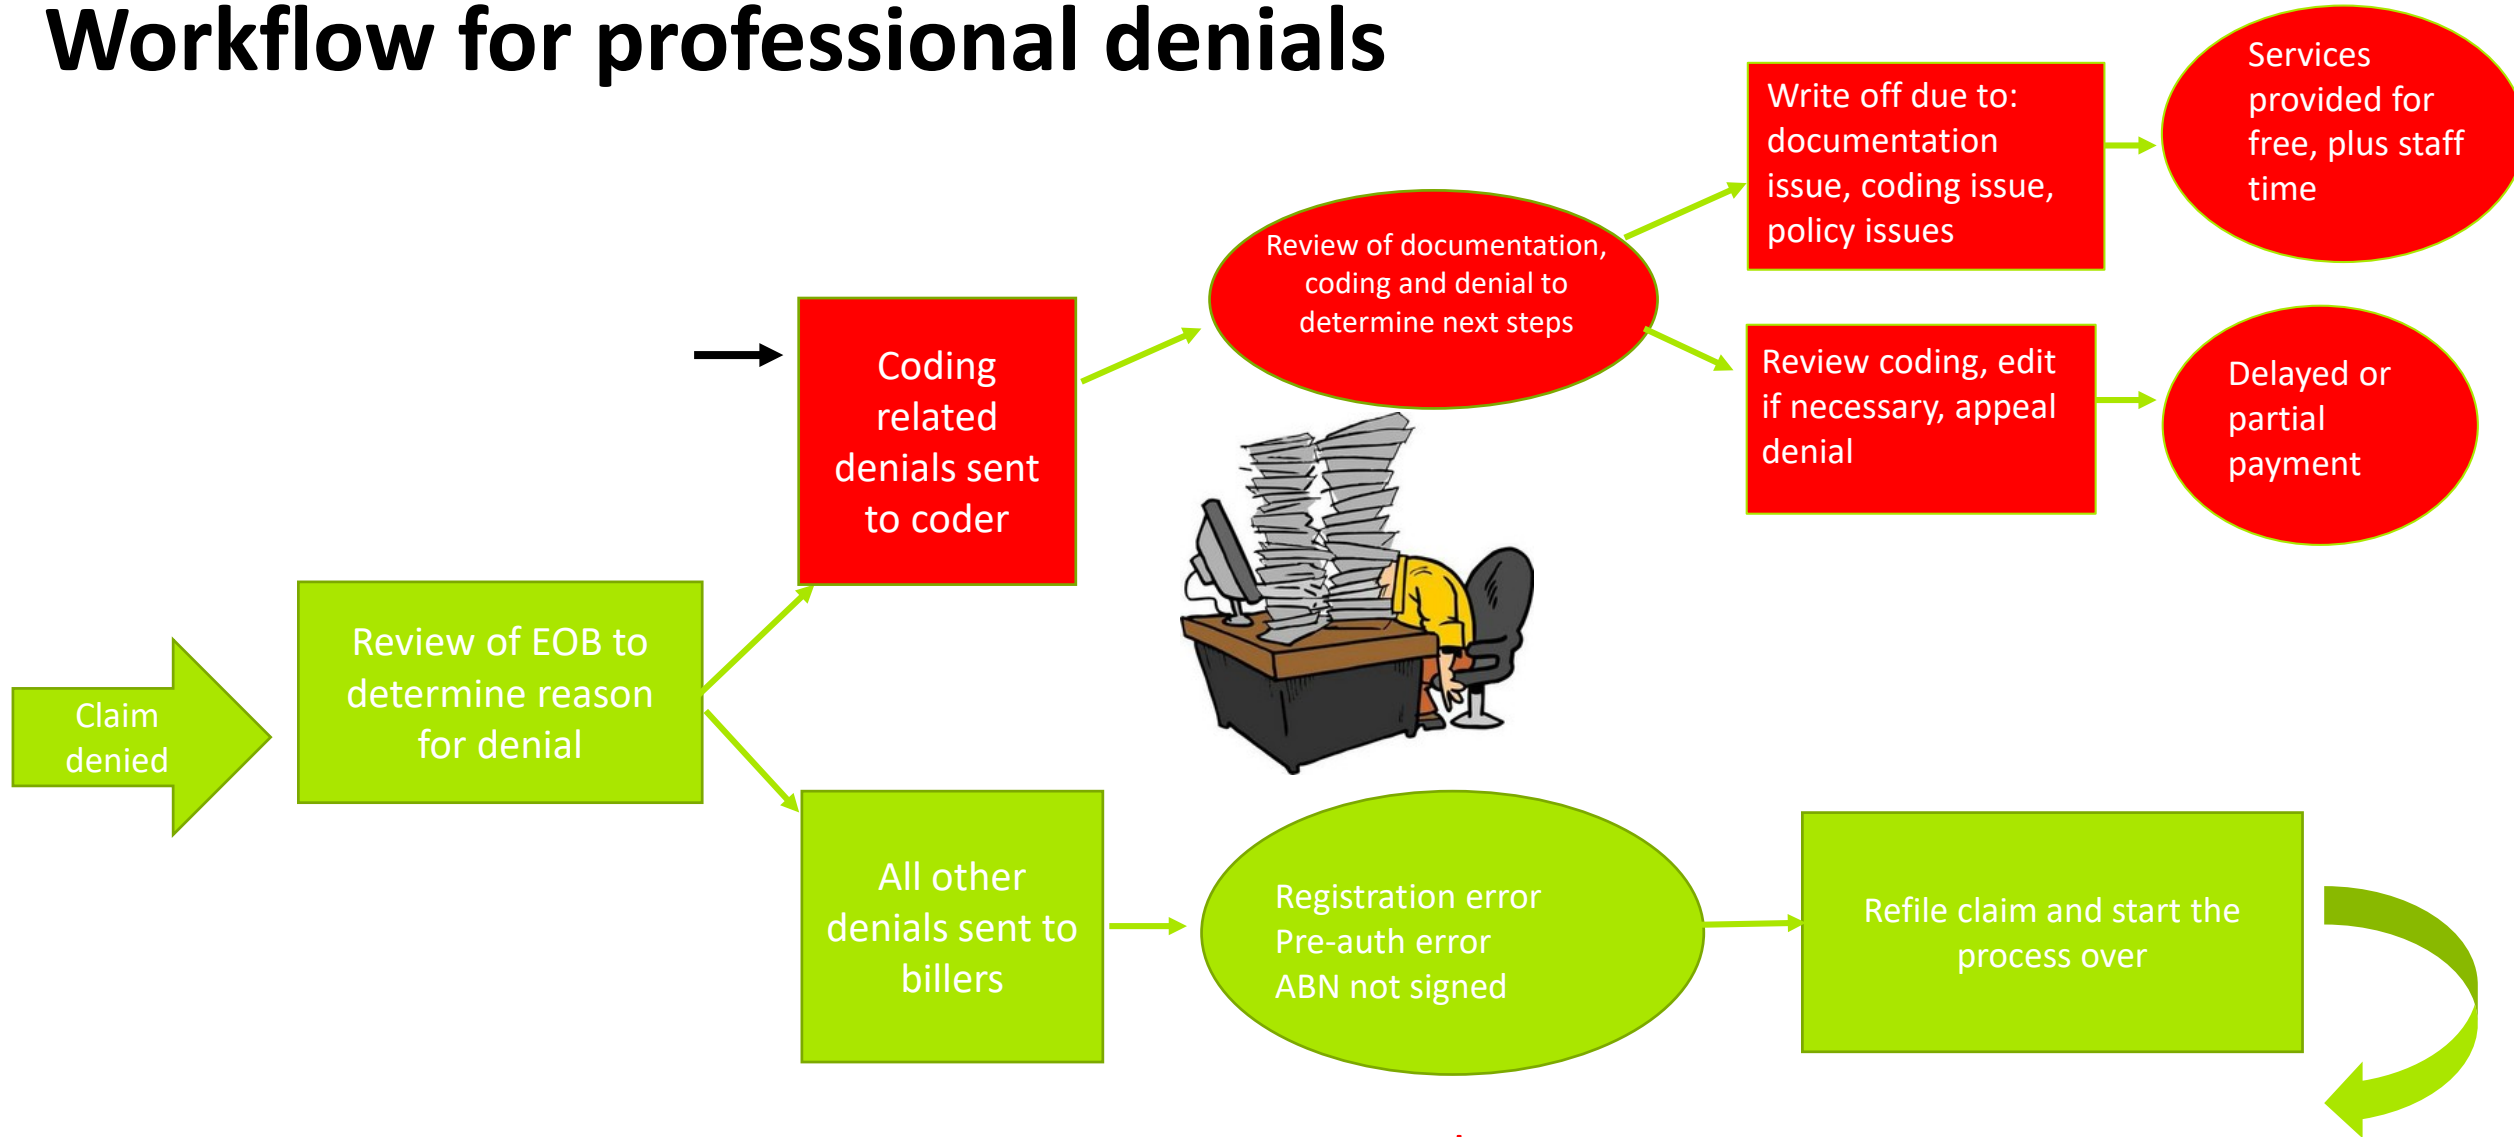 Workflow for professional denials
Services
provided for
free, plus staff
time
Write off due to:
documentation
issue, coding issue,
policy issues
Review of documentation,
coding and denial to
determine next steps
Coding
related
denials sent
to coder
Review coding, edit
if necessary, appeal
denial
Delayed or
partial
payment
Review of EOB to
determine reason
for denial
Claim
denied
All other
denials sent to
billers
Registration error
Pre-auth error
ABN not signed
Refile claim and start the
process over